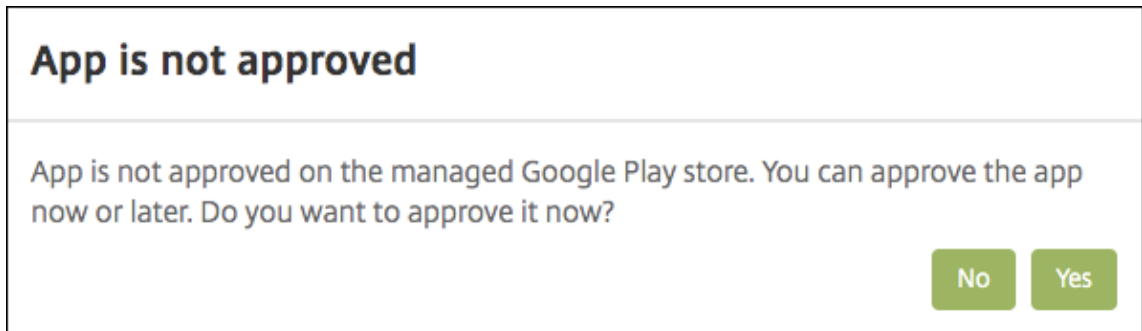 App is not approved
App is not approved on the managed Google Play store. You can approve the app
now or later. Do you want to approve it now?
No Yes